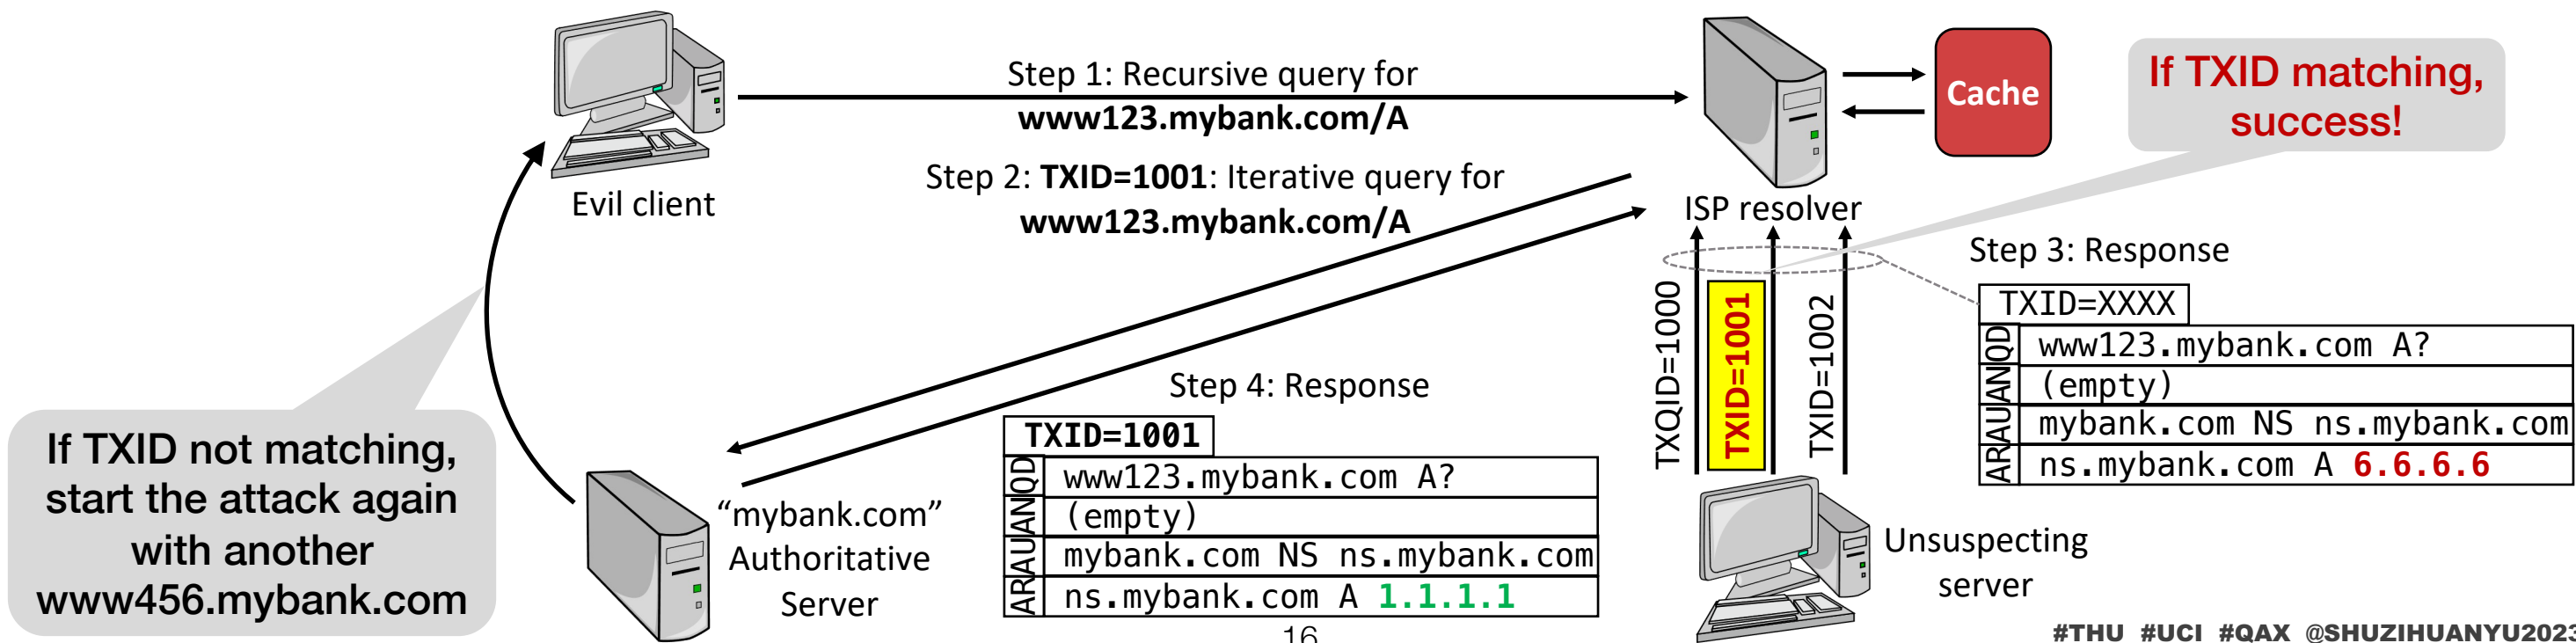 Step 1: Recursive query for
www123.mybank.com/A
Cache
If TXID matching,
success!
Evil client
Step 2: TXID=1001: Iterative query for
www123.mybank.com/A
ISP resolver
Step 3: Response
TXQID=1000
TXID=1001
TXID=1002
TXID=XXXX
QD www123.mybank.com A?
AN (empty)
AU mybank.com NS ns.mybank.com
AR ns.mybank.com A 6.6.6.6
Step 4: Response
If TXID not matching,
start the attack again
with another
www456.mybank.com
"mybank.com"
Authoritative
Server
TXID=1001
QD www123.mybank.com A?
AN (empty)
AU mybank.com NS ns.mybank.com
AR ns.mybank.com A 1.1.1.1
Unsuspecting
server
16
#THU #UCI #QAX @SHUZIHUANYU2023